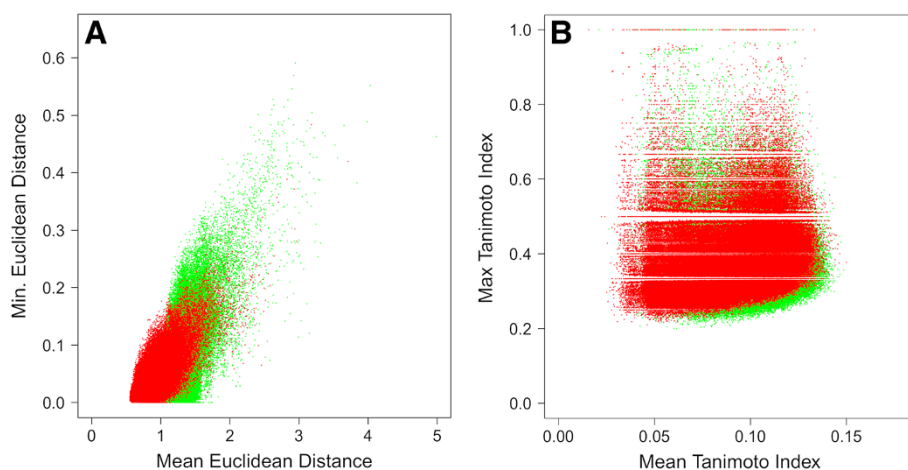 A
Min. Euclidean Distance
0.6
0.5
0.4
0.3
0.2
0.1
0.0
0 1 2 3 4 5
Mean Euclidean Distance
B
Max Tanimoto Index
1.0
0.8
0.6
0.4
0.2
0.0
0.00 0.05 0.10 0.15
Mean Tanimoto Index